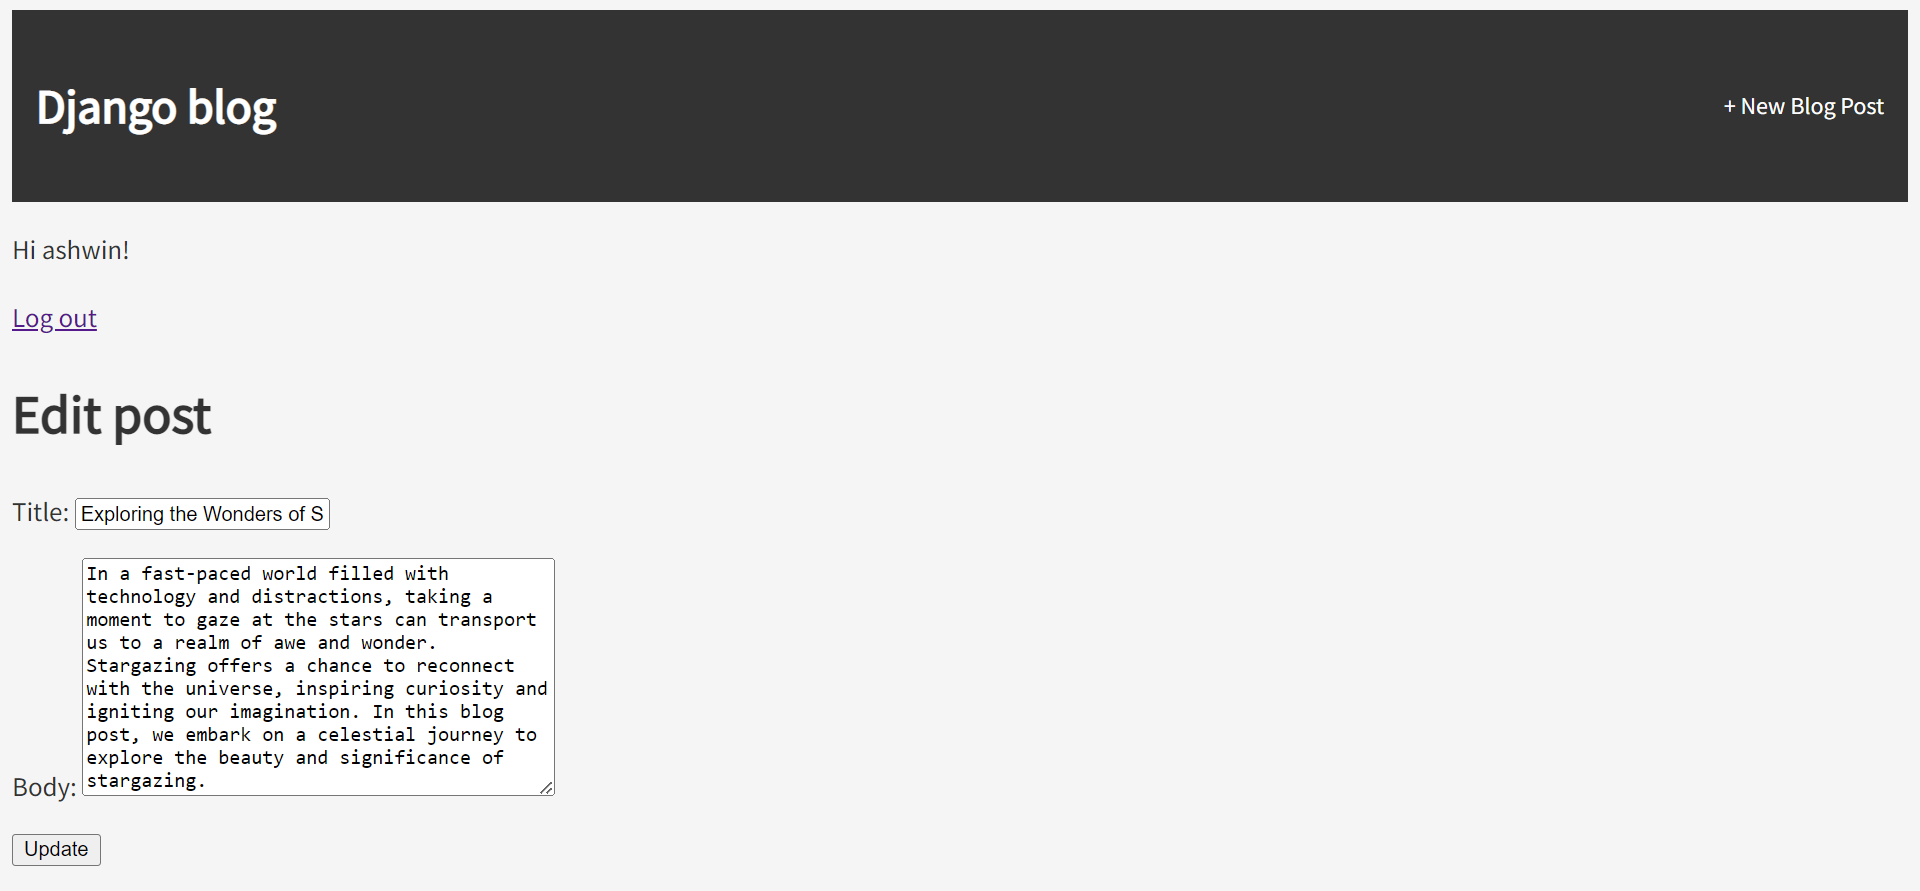 Django blog
+ New Blog Post
Hi ashwin!
Log out
Edit post
Title: Exploring the Wonders of S
In a fast-paced world filled with
technology and distractions, taking a
moment to gaze at the stars can transport
us to a realm of awe and wonder.
Stargazing offers a chance to reconnect
with the universe, inspiring curiosity and
igniting our imagination. In this blog
post, we embark on a celestial journey to
explore the beauty and significance of
stargazing.
Body:
Update